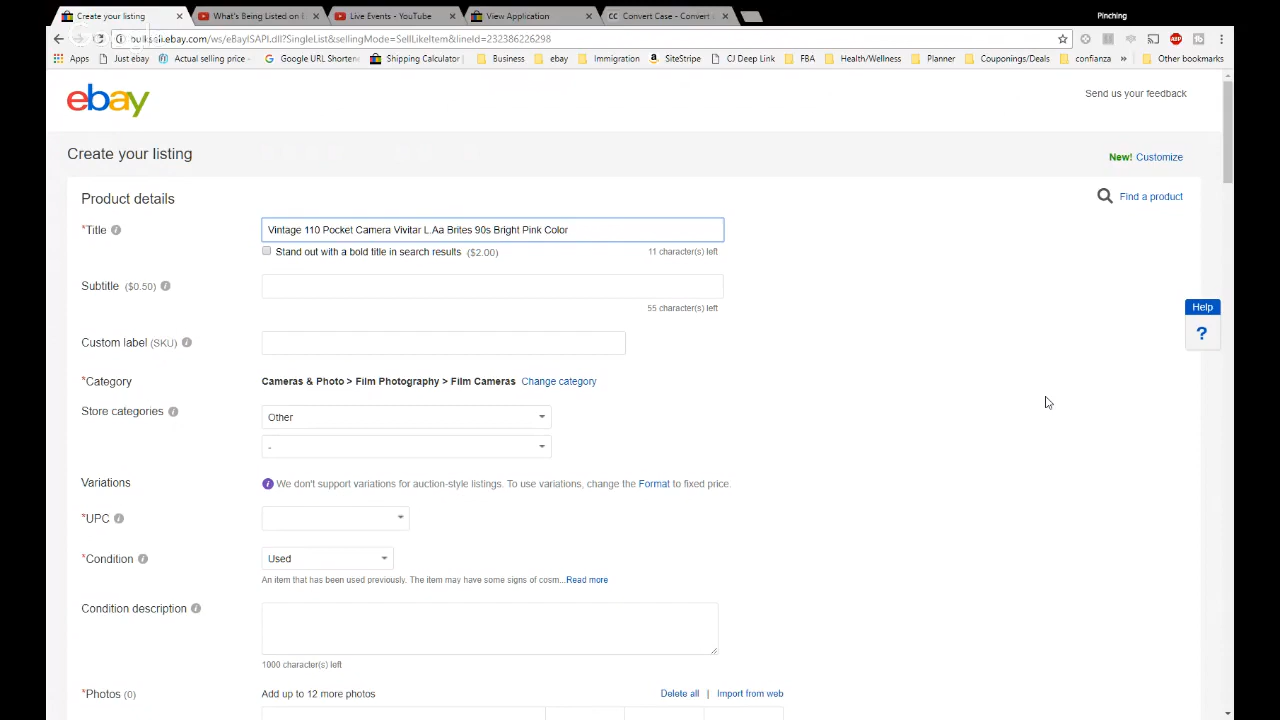 Create your listing
What's Being Listed on
Live Events - YouTube
View Application
CC Convert Case - Convert
Pinching
bulksell.ebay.com/ws/eBayISAPI.dll?SingleList&sellingMode=SellLikeItem&lineId=232386226298
Apps Just ebay Actual selling price - Google URL Shorten Shipping Calculator Business ebay Immigration SiteStripe CJ Deep Link FBA Health/Wellness Planner Couponing/Deals confianza » Other bookmarks
ebay
Send us your feedback
Create your listing
New! Customize
Product details
Find a product
*Title
Vintage 110 Pocket Camera Vivitar L.Aa Brites 90s Bright Pink Color
Stand out with a bold title in search results ($2.00)
11 character(s) left
Subtitle ($0.50)
55 character(s) left
Help
?
Custom label (SKU)
*Category
Cameras & Photo > Film Photography > Film Cameras Change category
Store categories
Other
-
Variations
We don't support variations for auction-style listings. To use variations, change the Format to fixed price.
*UPC
*Condition
Used
An item that has been used previously. The item may have some signs of cosm...Read more
Condition description
1000 character(s) left
*Photos (0)
Add up to 12 more photos
Delete all | Import from web